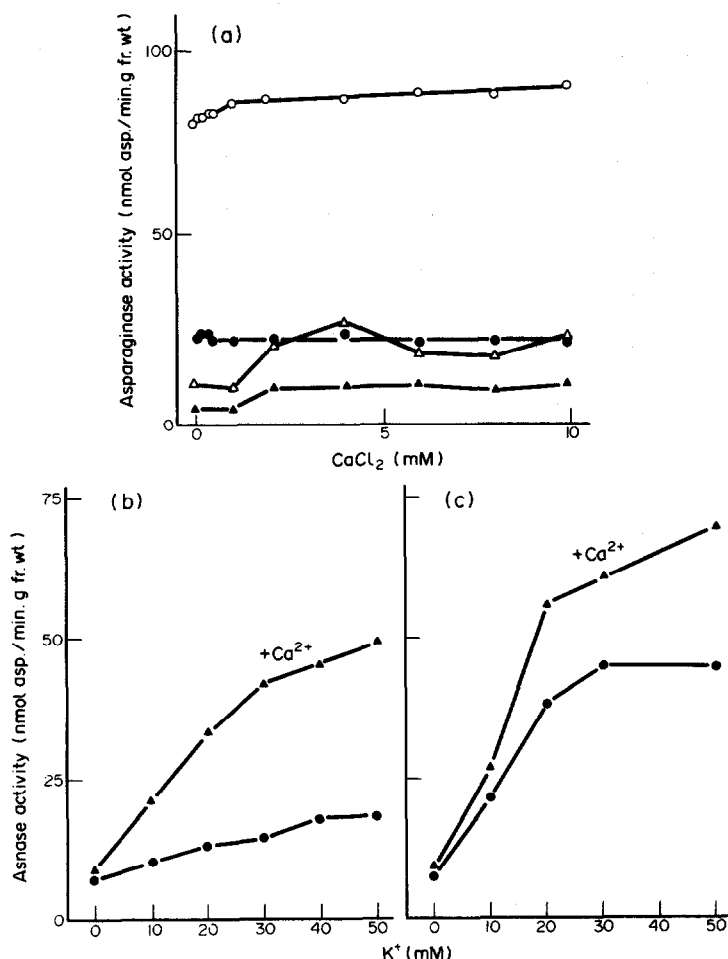 (a)
100
50
0
Asparaginase activity (nmol asp./min.g fr. wt)
0
5
10
CaCl₂ (mM)
(b)
75
50
25
0
Asnase activity (nmol asp./min. g fr. wt)
+Ca²⁺
0 10 20 30 40 50
(c)
+Ca²⁺
0 10 20 30 50
K⁺ (mM)